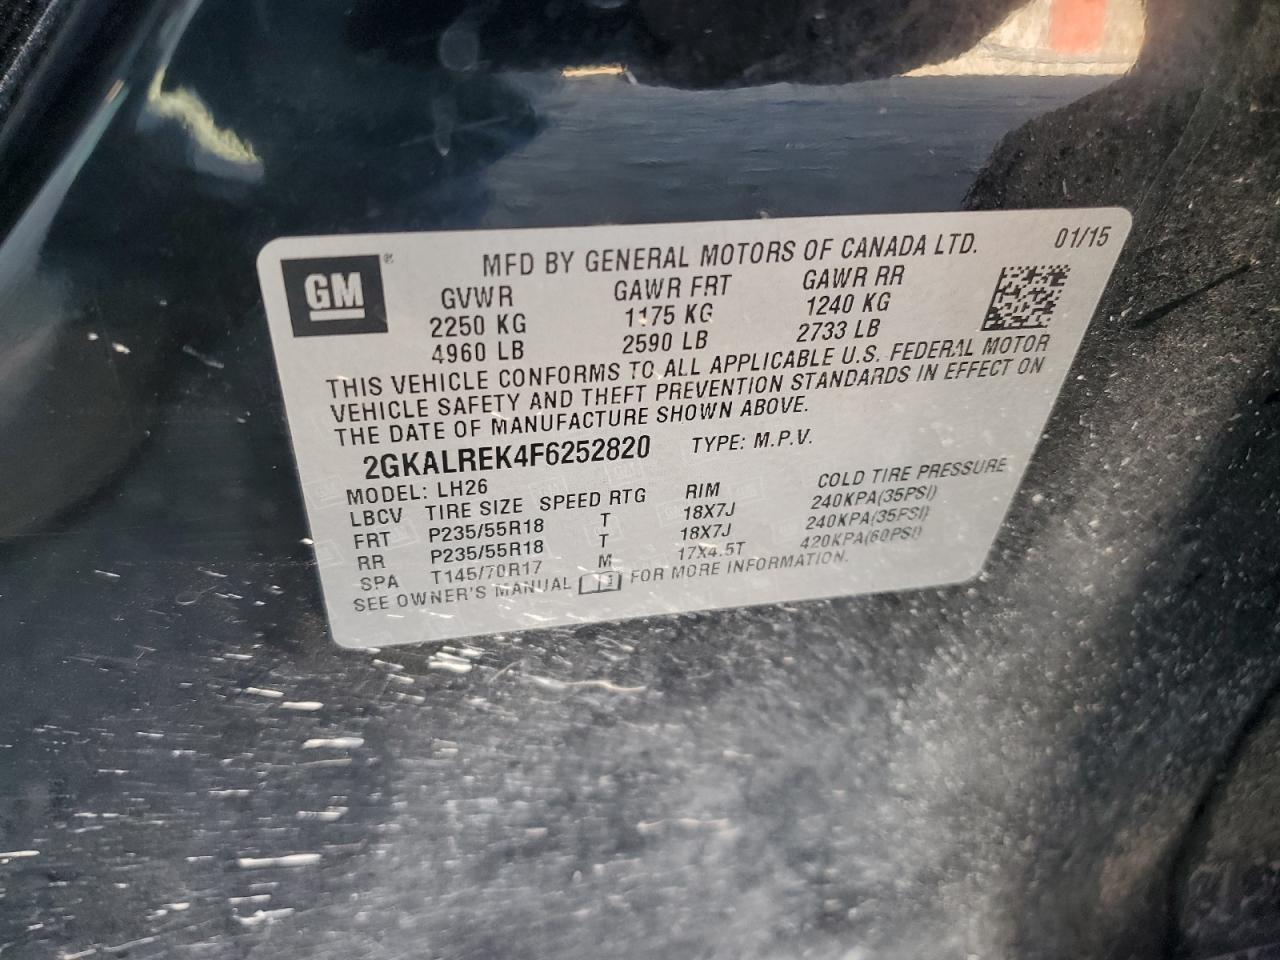 GM ®
MFD BY GENERAL MOTORS OF CANADA LTD. 01/15
GVWR GAWR FRT GAWR RR
2250 KG 1175 KG 1240 KG
4960 LB 2590 LB 2733 LB
THIS VEHICLE CONFORMS TO ALL APPLICABLE U.S. FEDERAL MOTOR
VEHICLE SAFETY AND THEFT PREVENTION STANDARDS IN EFFECT ON
THE DATE OF MANUFACTURE SHOWN ABOVE.
2GKALREK4F6252820 TYPE: M.P.V.
MODEL: LH26
LBCV TIRE SIZE SPEED RTG RIM COLD TIRE PRESSURE
FRT P235/55R18 T 18X7J 240KPA(35PSI)
RR P235/55R18 T 18X7J 240KPA(35PSI)
SPA T145/70R17 M 17X4.5T 420KPA(60PSI)
SEE OWNER'S MANUAL FOR MORE INFORMATION.